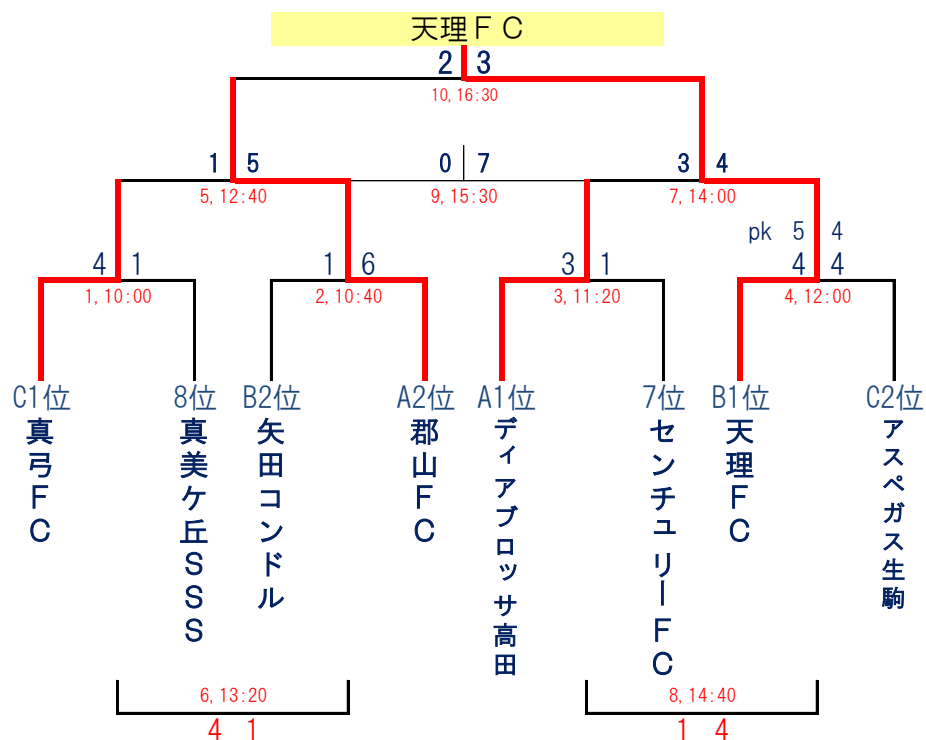 天理ＦＣ
2 3
10, 16:30
1 5
0 7
3 4
5, 12:40
9, 15:30
7, 14:00
pk 5 4
4 1
1 6
3 1
4 4
1, 10:00
2, 10:40
3, 11:20
4, 12:00
C1位
8位
B2位
A2位
A1位
7位
B1位
C2位
真弓ＦＣ
真美ケ丘ＳＳＳ
矢田コンドル
郡山ＦＣ
ディアブロッサ高田
センチュリーＦＣ
天理ＦＣ
アスペガス生駒
6, 13:20
8, 14:40
4 1
1 4